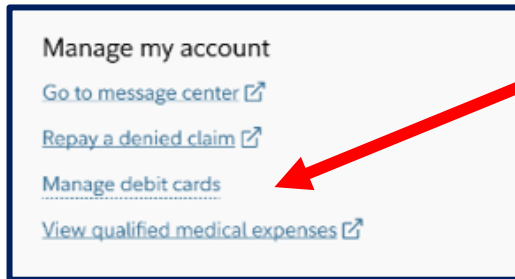 Manage my account
Go to message center
Repay a denied claim
Manage debit cards
View qualified medical expenses